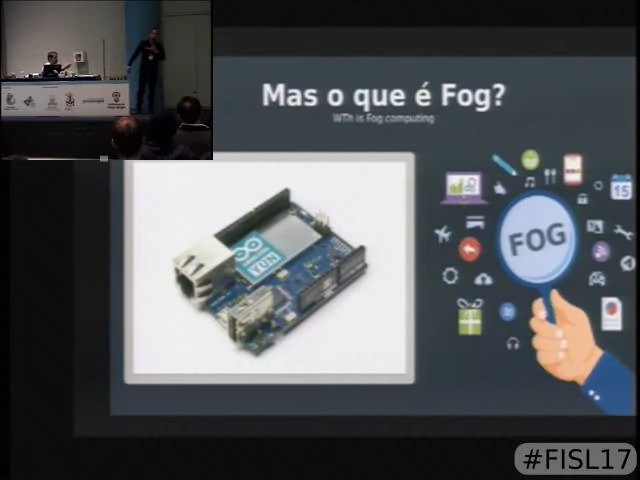 Mas o que é Fog?
WTh is Fog computing
YUN
FOG
15
#FISL17